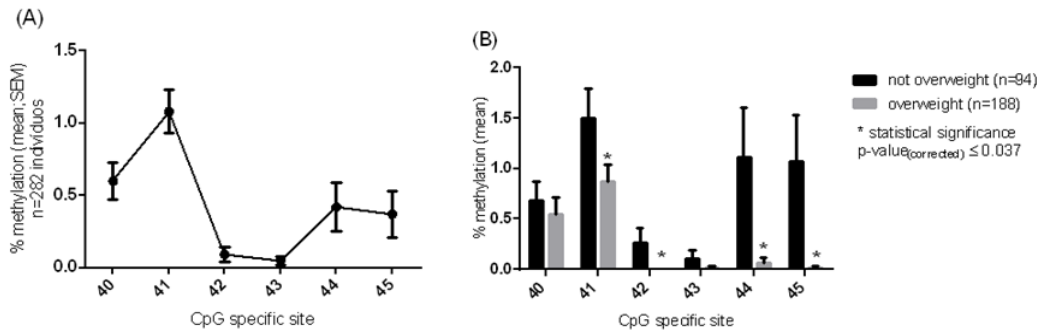 (A)
% methylation (mean;SEM)
n=282 individuos
1.5
1.0
0.5
0.0
40
41
42
43
44
45
CpG specific site
(B)
% methylation (mean)
2.0
1.5
1.0
0.5
0.0
40
41
42
43
44
45
CpG specific site
*
*
*
*
not overweight (n=94)
overweight (n=188)
* statistical significance
p-value(corrected) ≤ 0.037